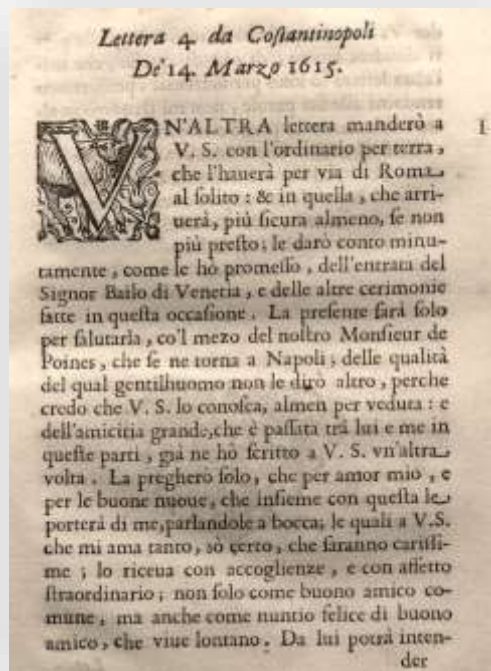 Lettera 4. da Coſtantinopoli
De' 14. Marzo 1615.
VN'ALTRA lettera manderò a
V. S. con l'ordinario per terra,
che l'hauerà per via di Roma
al ſolito: & in quella, che arri-
uerà, più ſicura almeno, ſe non
più preſto; le darò conto minu-
tamente, come le hò promeſſo, dell'entrata del
Signor Bailo di Venetia, e delle altre cerimonie
fatte in queſta occaſione. La preſente ſarà ſolo
per ſalutarla, co'l mezo del noſtro Monſieur de
Poines, che ſe ne torna a Napoli; delle qualità
del qual gentilhuomo non le dirò altro, perche
credo che V. S. lo conoſca, almen per veduta: e
dell'amicitia grande, che è paſſata trà lui e me in
queſte parti, già ne hò ſcritto a V. S. vn'altra
volta. La pregherò ſolo, che per amor mio, e
per le buone nuoue, che inſieme con queſta le
porterà di me, parlandole a bocca; le quali a V.S.
che mi ama tanto, sò certo, che ſaranno cariſſi-
me; lo riceua con accoglienze, e con affetto
ſtraordinario; non ſolo come buono amico co-
mune, ma anche come nuntio felice di buono
amico, che viue lontano. Da lui potrà inten-
der